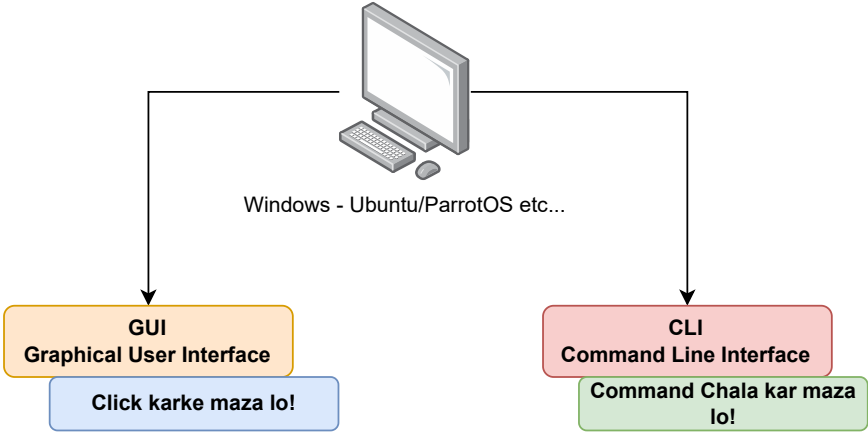 Windows - Ubuntu/ParrotOS etc...
GUI
Graphical User Interface
Click karke maza lo!
CLI
Command Line Interface
Command Chala kar maza
lo!